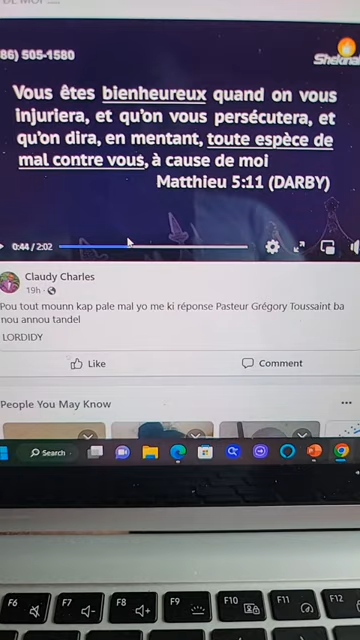 86) 505-1580
Shekinah
Vous êtes bienheureux quand on vous
injuriera, et qu'on vous persécutera, et
qu'on dira, en mentant, toute espèce de
mal contre vous, à cause de moi
Matthieu 5:11 (DARBY)
0:44 / 2:02
Claudy Charles
19h
Pou tout mounn kap pale mal yo me ki réponse Pasteur Grégory Toussaint ba
nou annou tandel
LORDIDY
Like
Comment
People You May Know
Search
F6
F7
F8
F9
F10
F11
F12